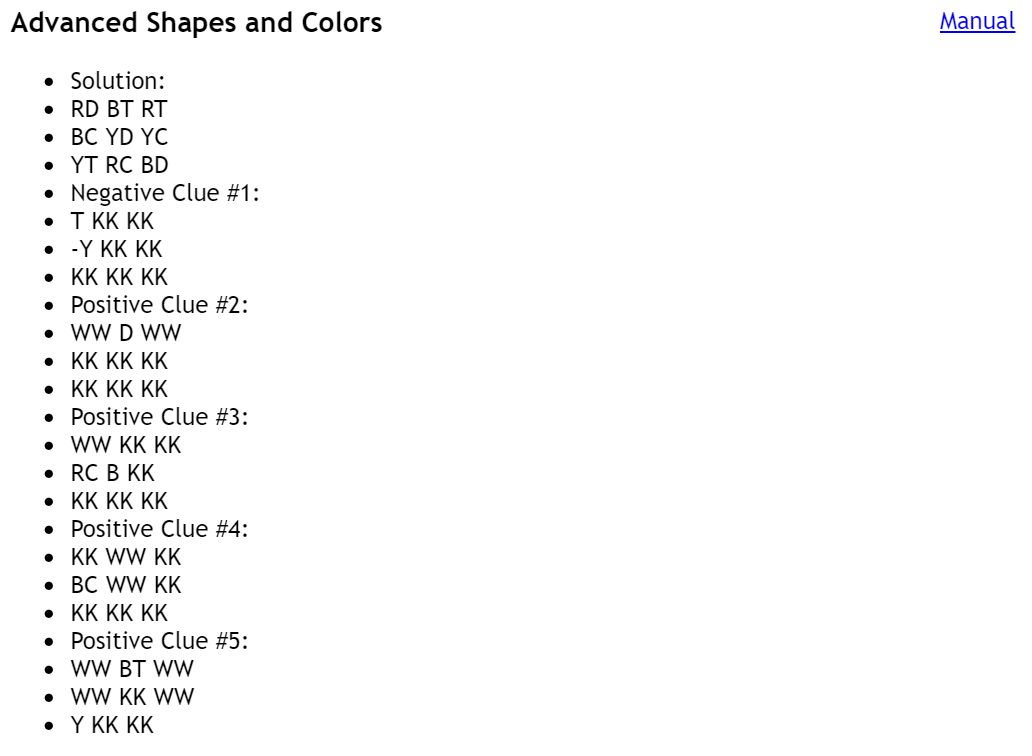 Advanced Shapes and Colors
Manual
Solution:
RD BT RT
BC YD YC
YT RC BD
Negative Clue #1:
T KK KK
-Y KK KK
KK KK KK
Positive Clue #2:
WW D WW
KK KK KK
KK KK KK
Positive Clue #3:
WW KK KK
RC B KK
KK KK KK
Positive Clue #4:
KK WW KK
BC WW KK
KK KK KK
Positive Clue #5:
WW BT WW
WW KK WW
Y KK KK